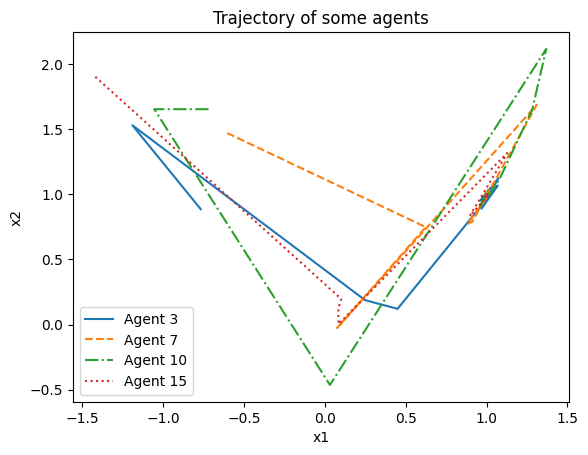 Trajectory of some agents
x2
2.0
1.5
1.0
0.5
0.0
−0.5
Agent 3
Agent 7
Agent 10
Agent 15
−1.5 −1.0 −0.5 0.0 0.5 1.0 1.5
x1